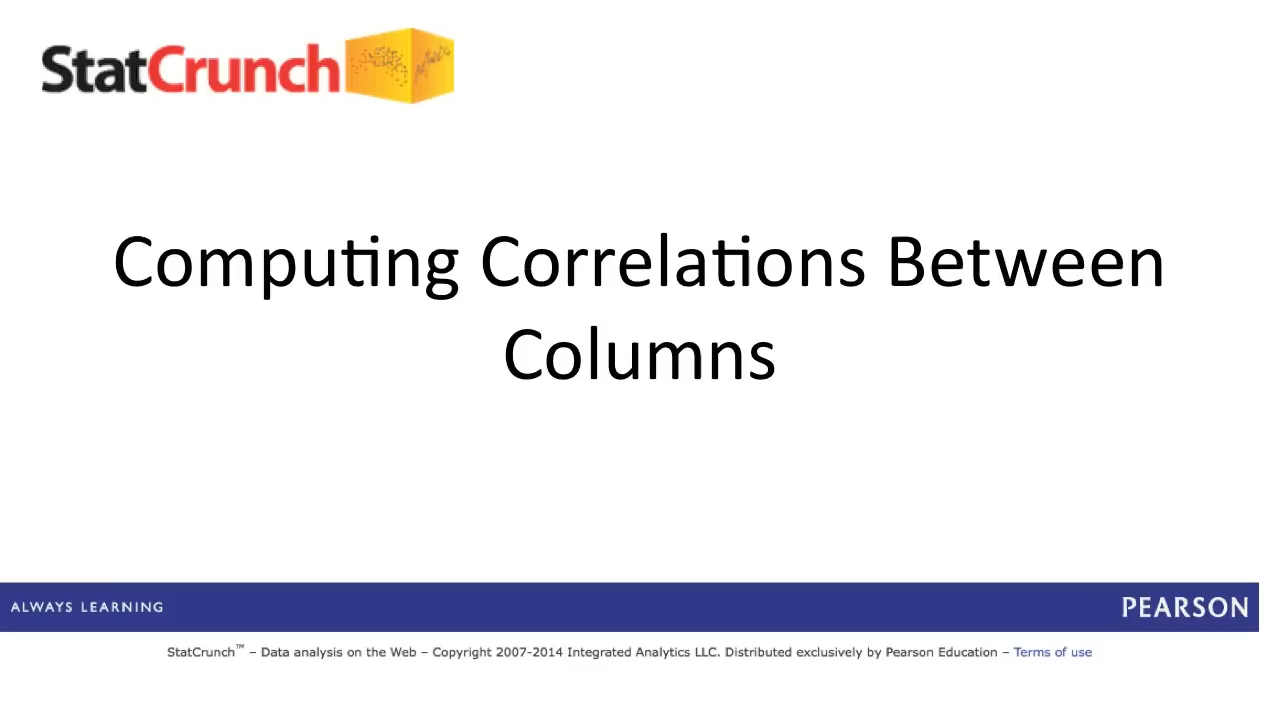 StatCrunch
Computing Correlations Between
Columns
ALWAYS LEARNING
PEARSON
StatCrunch™ – Data analysis on the Web – Copyright 2007-2014 Integrated Analytics LLC. Distributed exclusively by Pearson Education – Terms of use